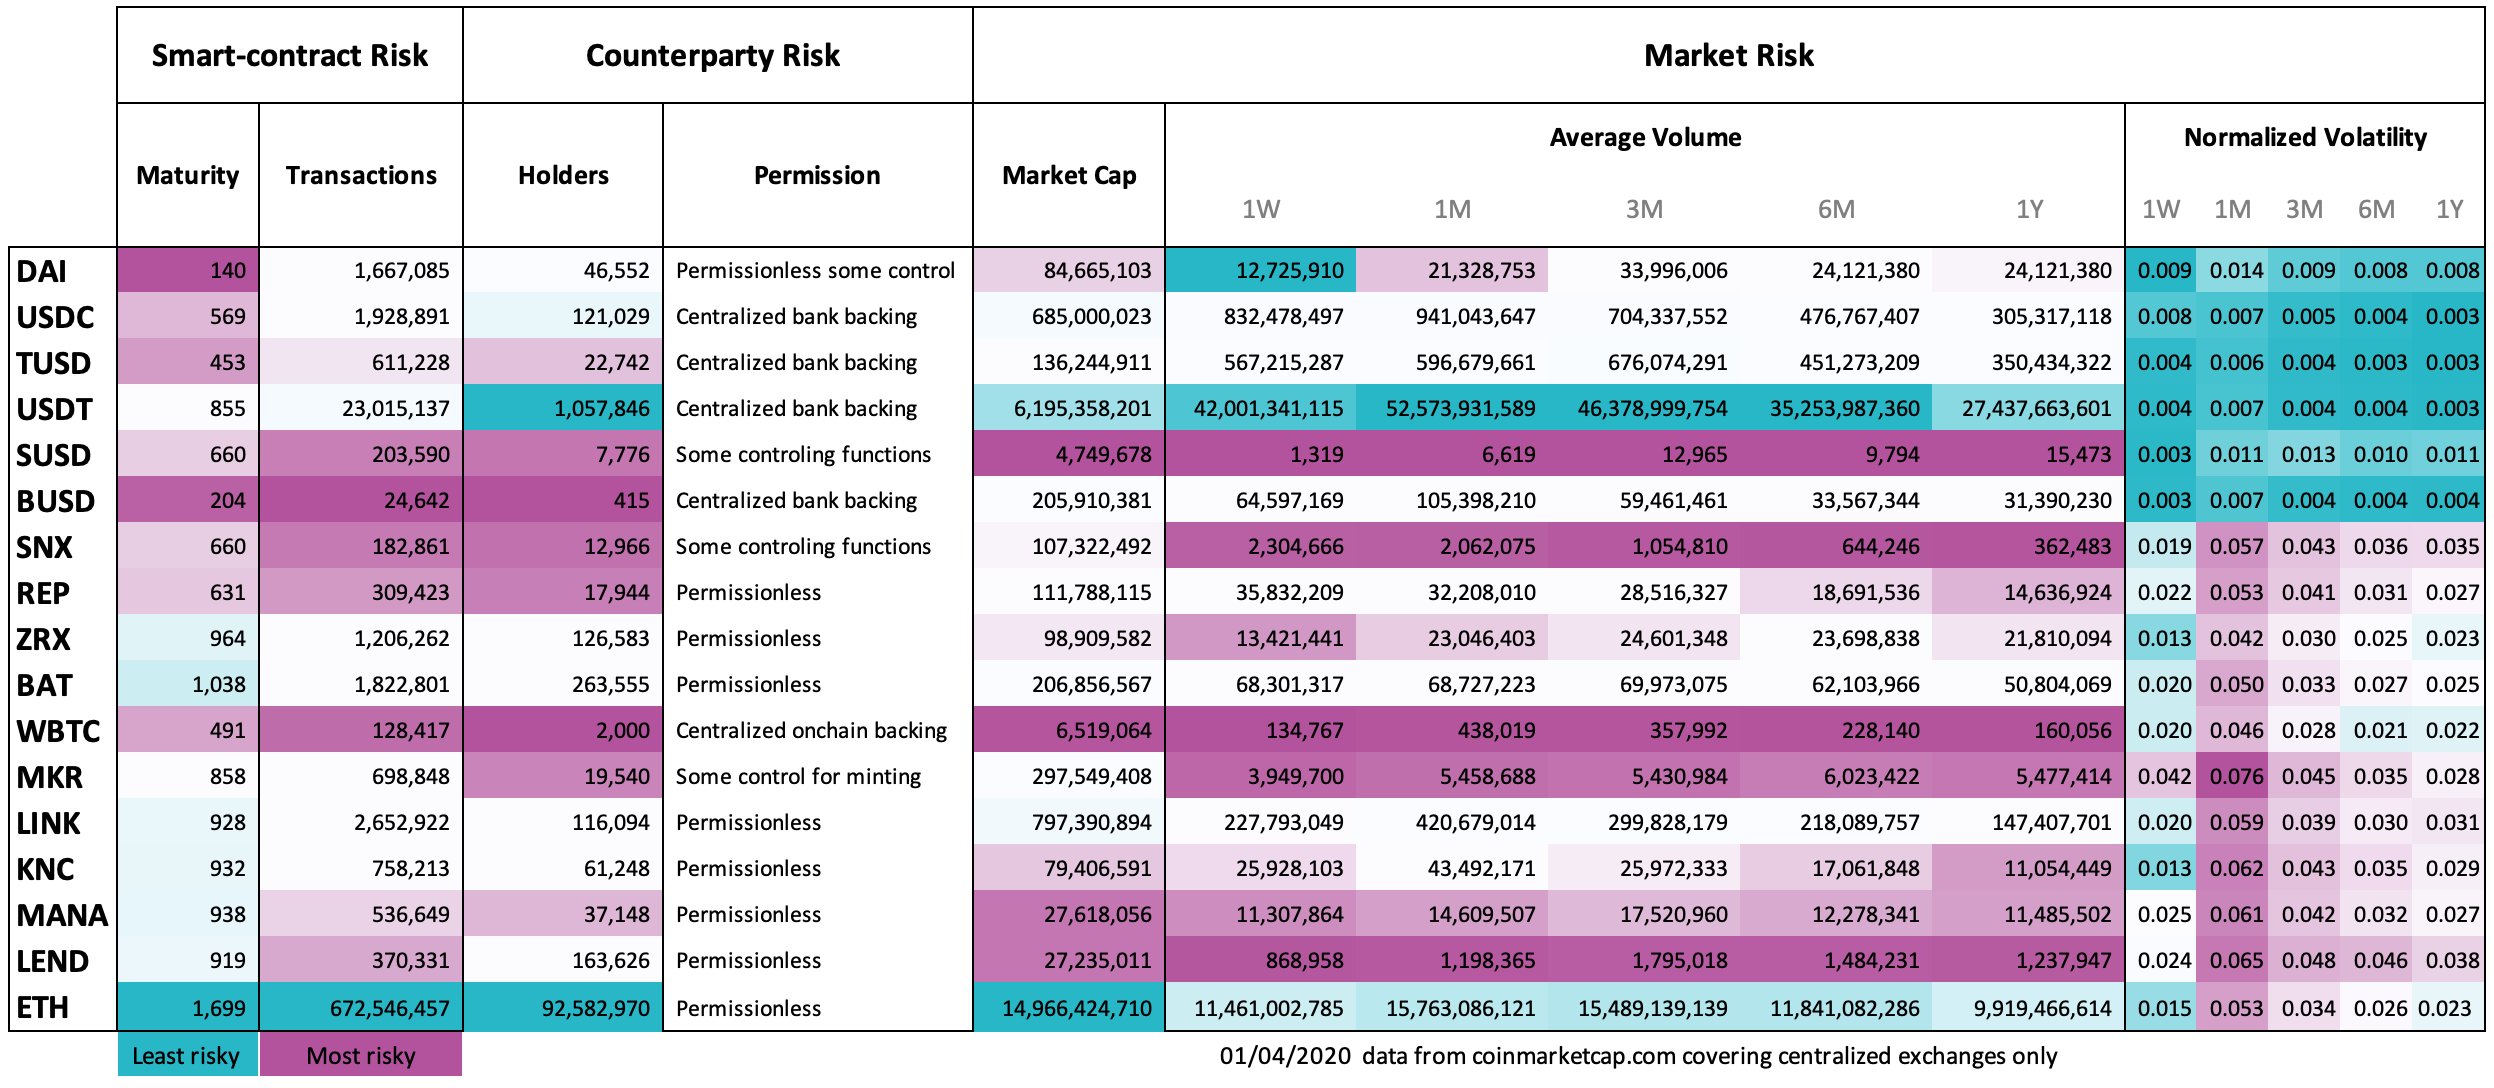 Smart-contract Risk Counterparty Risk Market Risk
Average Volume Normalized Volatility
Maturity Transactions Holders Permission Market Cap
1W 1M 3M 6M 1Y 1W 1M 3M 6M 1Y
DAI 140 1,667,085 46,552 Permissionless some control 84,665,103 12,725,910 21,328,753 33,996,006 24,121,380 24,121,380 0.009 0.014 0.009 0.008 0.008
USDC 569 1,928,891 121,029 Centralized bank backing 685,000,023 832,478,497 941,043,647 704,337,552 476,767,407 305,317,118 0.008 0.007 0.005 0.004 0.003
TUSD 453 611,228 22,742 Centralized bank backing 136,244,911 567,215,287 596,679,661 676,074,291 451,273,209 350,434,322 0.004 0.006 0.004 0.003 0.003
USDT 855 23,015,137 1,057,846 Centralized bank backing 6,195,358,201 42,001,341,115 52,573,931,589 46,378,999,754 35,253,987,360 27,437,663,601 0.004 0.007 0.004 0.004 0.003
SUSD 660 203,590 7,776 Some controling functions 4,749,678 1,319 6,619 12,965 9,794 15,473 0.003 0.011 0.013 0.010 0.011
BUSD 204 24,642 415 Centralized bank backing 205,910,381 64,597,169 105,398,210 59,461,461 33,567,344 31,390,230 0.003 0.007 0.004 0.004 0.004
SNX 660 182,861 12,966 Some controling functions 107,322,492 2,304,666 2,062,075 1,054,810 644,246 362,483 0.019 0.057 0.043 0.036 0.035
REP 631 309,423 17,944 Permissionless 111,788,115 35,832,209 32,208,010 28,516,327 18,691,536 14,636,924 0.022 0.053 0.041 0.031 0.027
ZRX 964 1,206,262 126,583 Permissionless 98,909,582 13,421,441 23,046,403 24,601,348 23,698,838 21,810,094 0.013 0.042 0.030 0.025 0.023
BAT 1,038 1,822,801 263,555 Permissionless 206,856,567 68,301,317 68,727,223 69,973,075 62,103,966 50,804,069 0.020 0.050 0.033 0.027 0.025
WBTC 491 128,417 2,000 Centralized onchain backing 6,519,064 134,767 438,019 357,992 228,140 160,056 0.020 0.046 0.028 0.021 0.022
MKR 858 698,848 19,540 Some control for minting 297,549,408 3,949,700 5,458,688 5,430,984 6,023,422 5,477,414 0.042 0.076 0.045 0.035 0.028
LINK 928 2,652,922 116,094 Permissionless 797,390,894 227,793,049 420,679,014 299,828,179 218,089,757 147,407,701 0.020 0.059 0.039 0.030 0.031
KNC 932 758,213 61,248 Permissionless 79,406,591 25,928,103 43,492,171 25,972,333 17,061,848 11,054,449 0.013 0.062 0.043 0.035 0.029
MANA 938 536,649 37,148 Permissionless 27,618,056 11,307,864 14,609,507 17,520,960 12,278,341 11,485,502 0.025 0.061 0.042 0.032 0.027
LEND 919 370,331 163,626 Permissionless 27,235,011 868,958 1,198,365 1,795,018 1,484,231 1,237,947 0.024 0.065 0.048 0.046 0.038
ETH 1,699 672,546,457 92,582,970 Permissionless 14,966,424,710 11,461,002,785 15,763,086,121 15,489,139,139 11,841,082,286 9,919,466,614 0.015 0.053 0.034 0.026 0.023
Least risky Most risky 01/04/2020 data from coinmarketcap.com covering centralized exchanges only